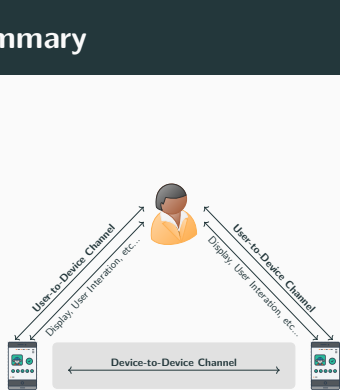 mmary
User-to-Device Channel
Display, User Interation, etc...
User-to-Device Channel
Display, User Interation, etc...
Device-to-Device Channel